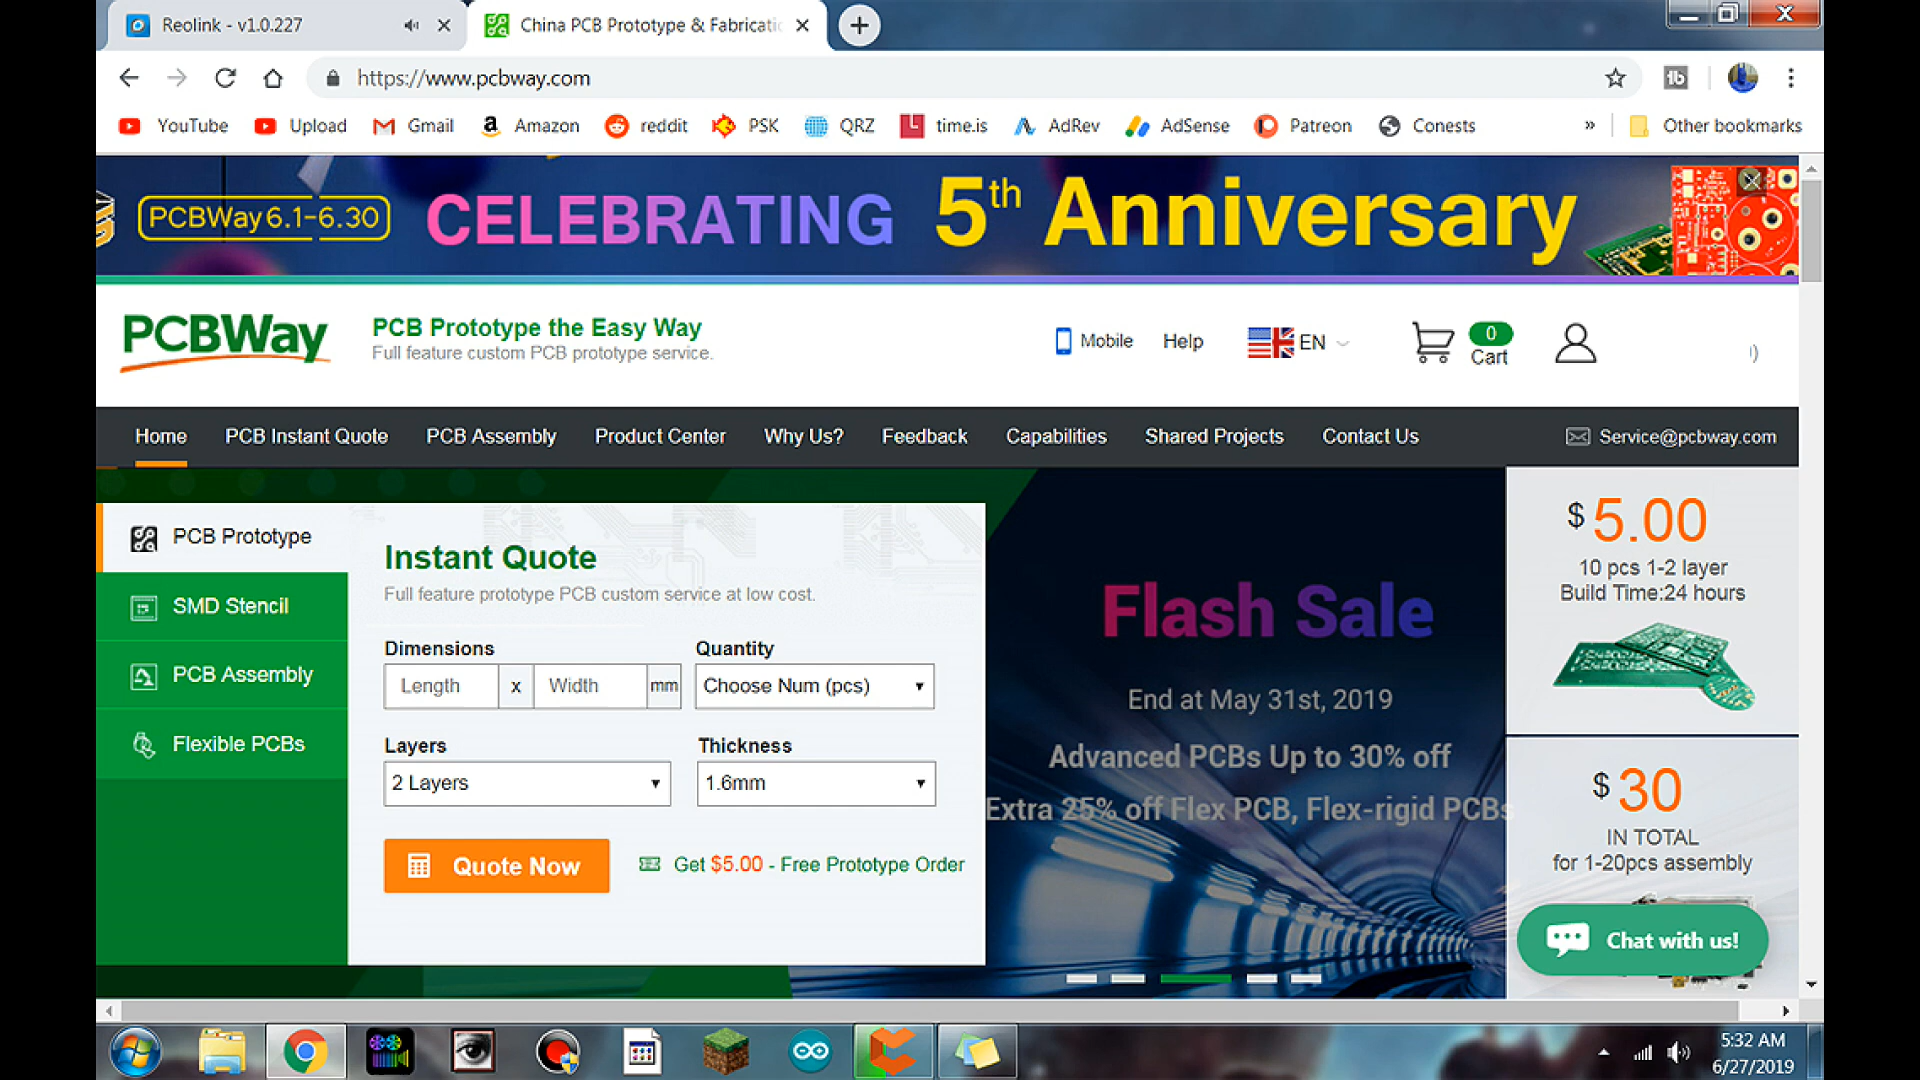 Reolink - v1.0.227
China PCB Prototype & Fabricati
https://www.pcbway.com
YouTube Upload Gmail Amazon reddit PSK QRZ time.is AdRev AdSense Patreon Conests » Other bookmarks
PCBWay 6.1-6.30 CELEBRATING 5th Anniversary
PCBWay
PCB Prototype the Easy Way
Full feature custom PCB prototype service.
Mobile Help EN 0 Cart
Home PCB Instant Quote PCB Assembly Product Center Why Us? Feedback Capabilities Shared Projects Contact Us Service@pcbway.com
PCB Prototype
SMD Stencil
PCB Assembly
Flexible PCBs
Instant Quote
Full feature prototype PCB custom service at low cost.
Dimensions Quantity
Length x Width mm Choose Num (pcs)
Layers Thickness
2 Layers 1.6mm
Quote Now Get $5.00 - Free Prototype Order
Flash Sale
End at May 31st, 2019
Advanced PCBs Up to 30% off
Extra 25% off Flex PCB, Flex-rigid PCBs
$5.00
10 pcs 1-2 layer
Build Time:24 hours
$30
IN TOTAL
for 1-20pcs assembly
Chat with us!
5:32 AM
6/27/2019